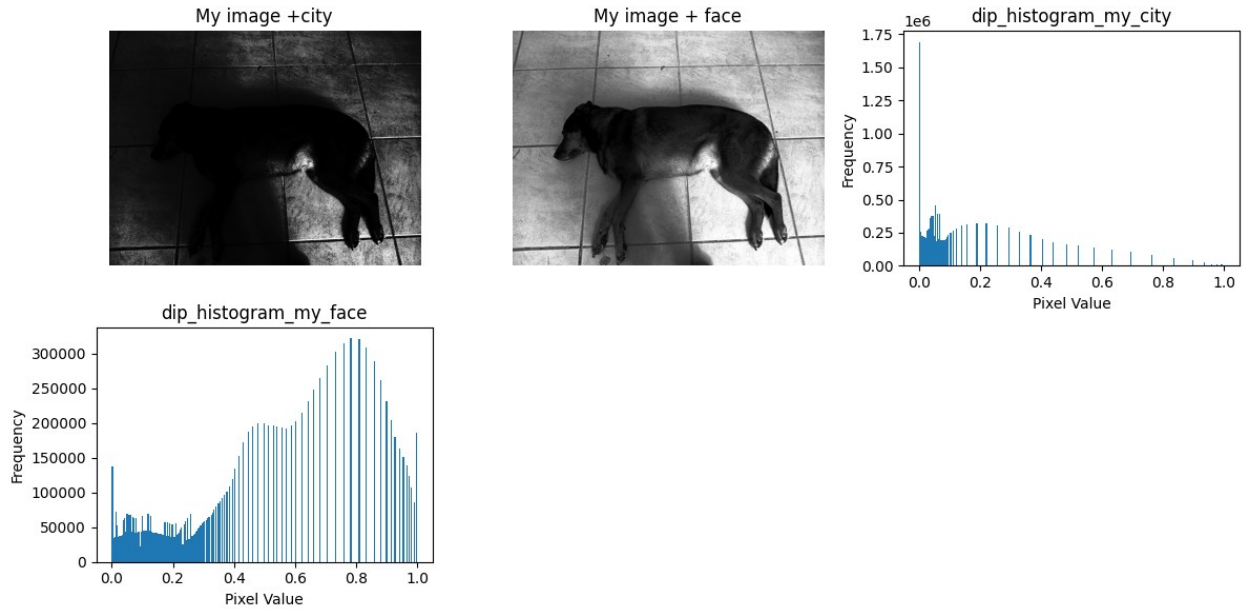 My image +city
My image + face
dip_histogram_my_city
1e6
1.75
1.50
1.25
1.00
0.75
0.50
0.25
0.00
Frequency
0.0 0.2 0.4 0.6 0.8 1.0
Pixel Value
dip_histogram_my_face
300000
250000
200000
150000
100000
50000
0
Frequency
0.0 0.2 0.4 0.6 0.8 1.0
Pixel Value